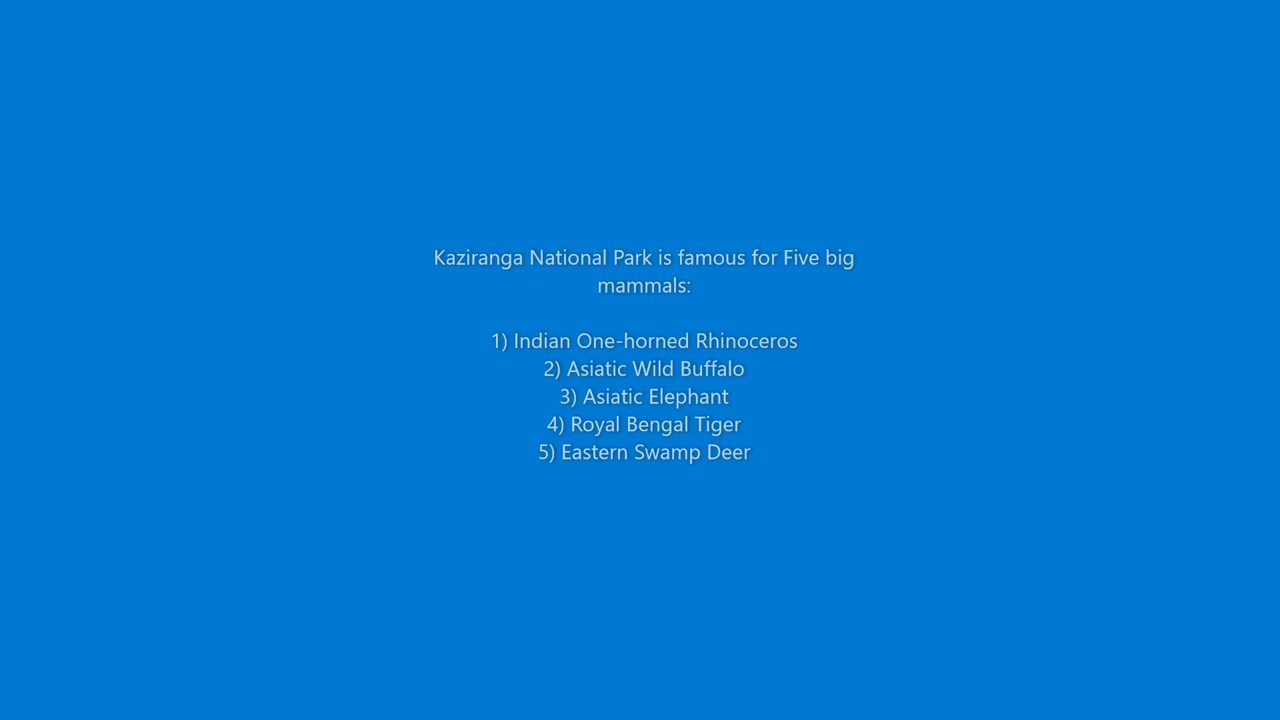 Kaziranga National Park is famous for Five big
mammals:
1) Indian One-horned Rhinoceros
2) Asiatic Wild Buffalo
3) Asiatic Elephant
4) Royal Bengal Tiger
5) Eastern Swamp Deer